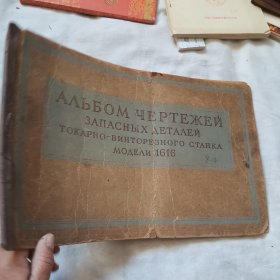 АЛЬБОМ ЧЕРТЕЖЕЙ
ЗАПАСНЫХ ДЕТАЛЕЙ
ТОКАРНО-ВИНТОРЕЗНОГО СТАНКА
МОДЕЛИ 1616